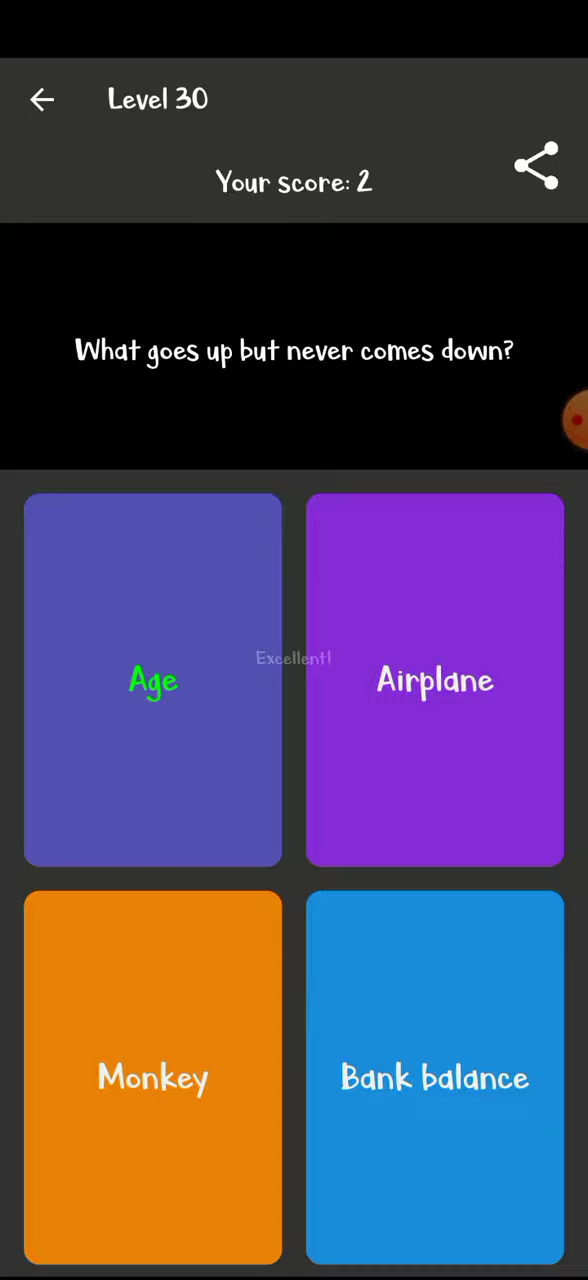 Level 30
Your score: 2
What goes up but never comes down?
Excellent!
Age
Airplane
Monkey
Bank balance